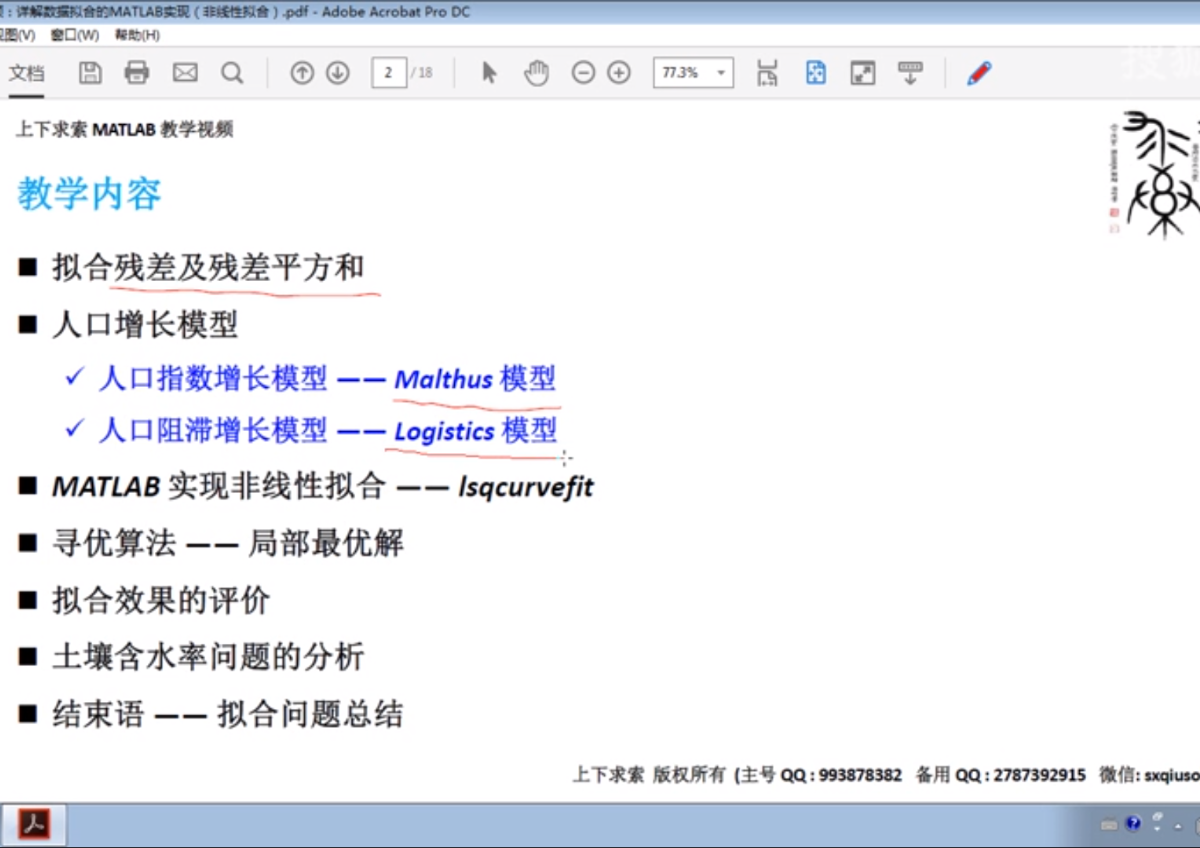 ：详解数据拟合的MATLAB实现（非线性拟合）.pdf - Adobe Acrobat Pro DC
视图(V) 窗口(W) 帮助(H)
文档 2 / 18 77.3%
上下求索 MATLAB 教学视频
教学内容
■ 拟合残差及残差平方和
■ 人口增长模型
✓ 人口指数增长模型 —— Malthus 模型
✓ 人口阻滞增长模型 —— Logistics 模型
■ MATLAB 实现非线性拟合 —— lsqcurvefit
■ 寻优算法 —— 局部最优解
■ 拟合效果的评价
■ 土壤含水率问题的分析
■ 结束语 —— 拟合问题总结
上下求索 版权所有 (主号 QQ : 993878382 备用 QQ : 2787392915 微信: sxqiuso